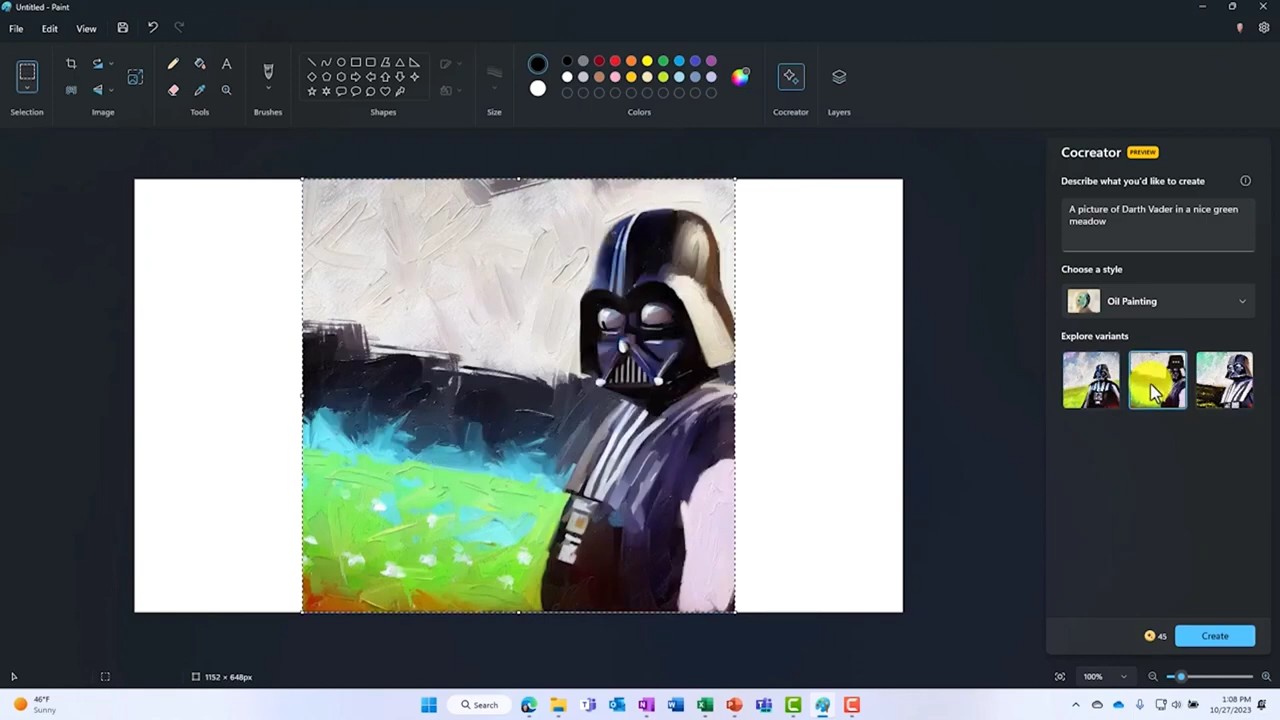 Untitled - Paint
File Edit View
Selection Image Tools Brushes Shapes Size Colors Cocreator Layers
Cocreator PREVIEW
Describe what you'd like to create
A picture of Darth Vader in a nice green
meadow
Choose a style
Oil Painting
Explore variants
45 Create
1152 × 648px 100%
46°F
Sunny
Search
1:08 PM
10/27/2023